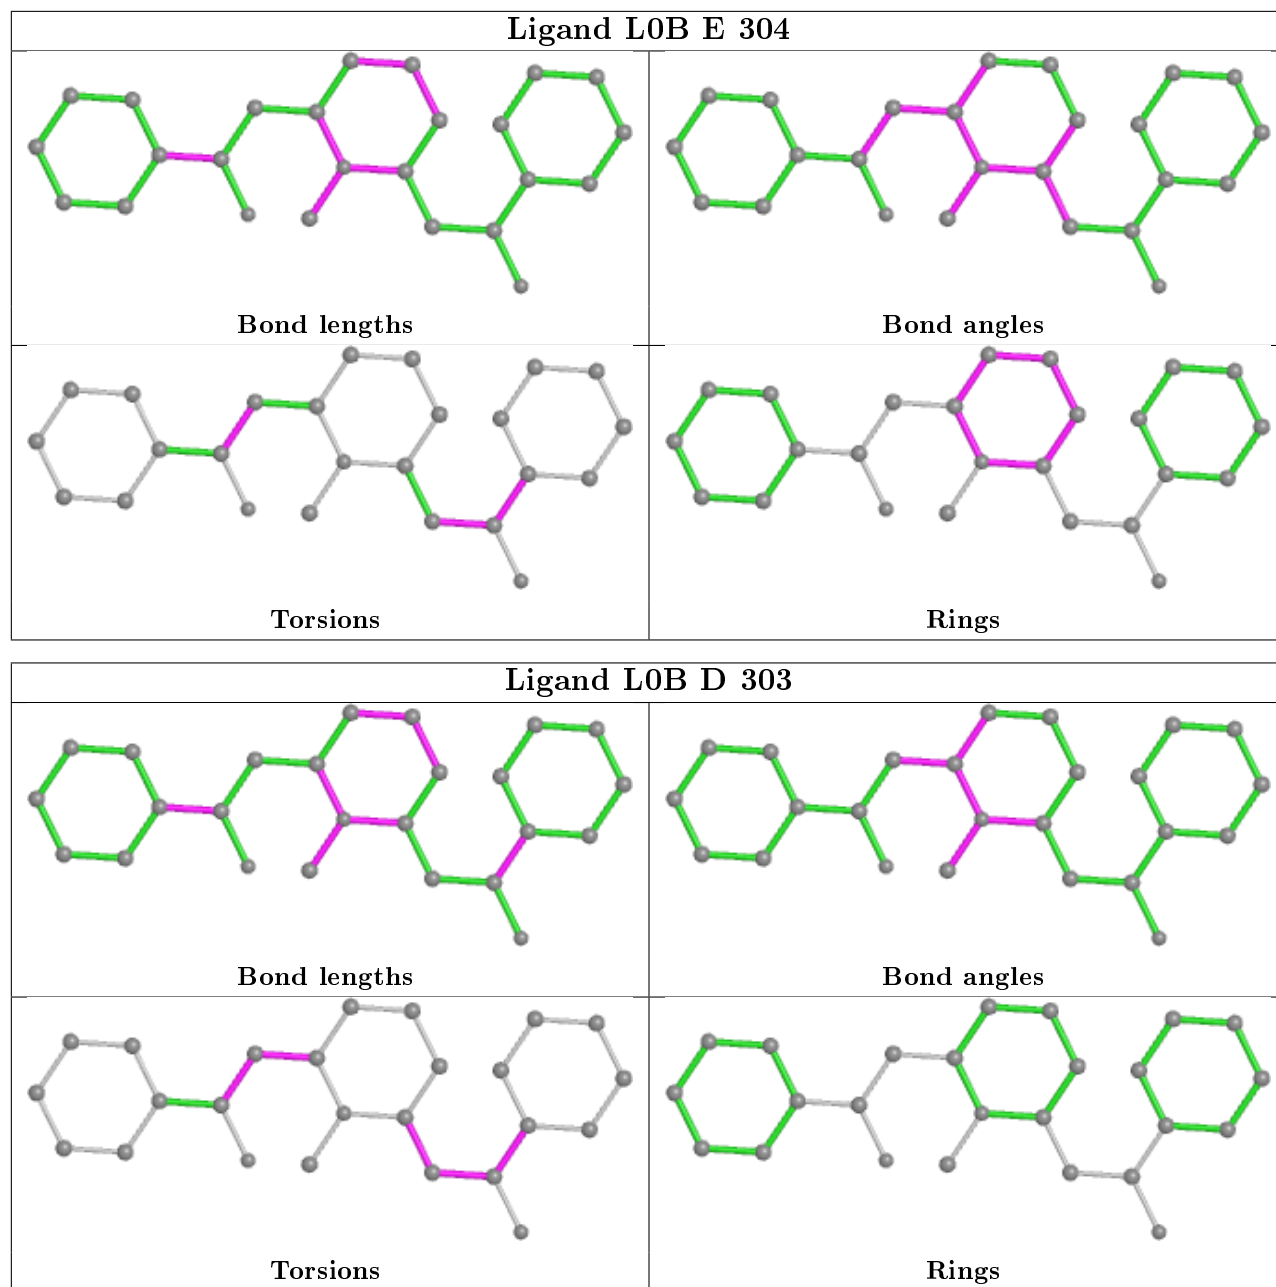 Ligand L0B E 304
Bond lengths
Bond angles
Torsions
Rings
Ligand L0B D 303
Bond lengths
Bond angles
Torsions
Rings